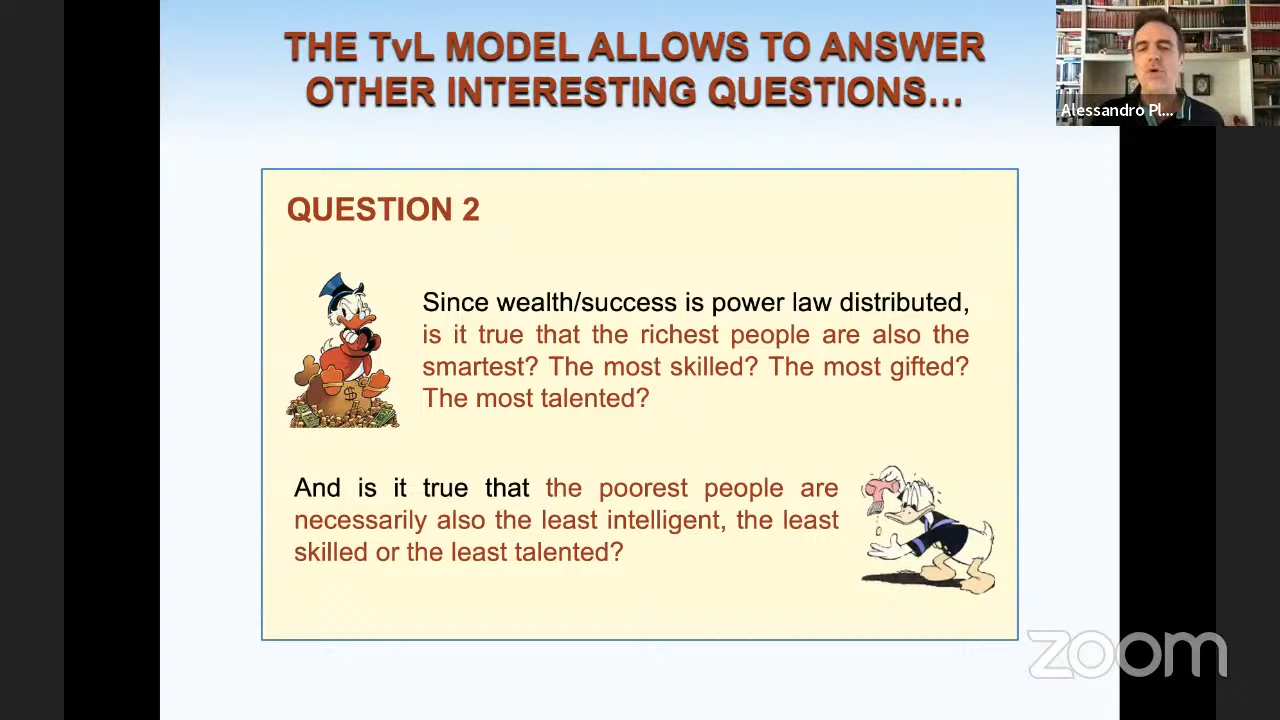 THE TvL MODEL ALLOWS TO ANSWER
OTHER INTERESTING QUESTIONS…
Alessandro Pl...
QUESTION 2
Since wealth/success is power law distributed,
is it true that the richest people are also the
smartest? The most skilled? The most gifted?
The most talented?
$
And is it true that the poorest people are
necessarily also the least intelligent, the least
skilled or the least talented?
zoom